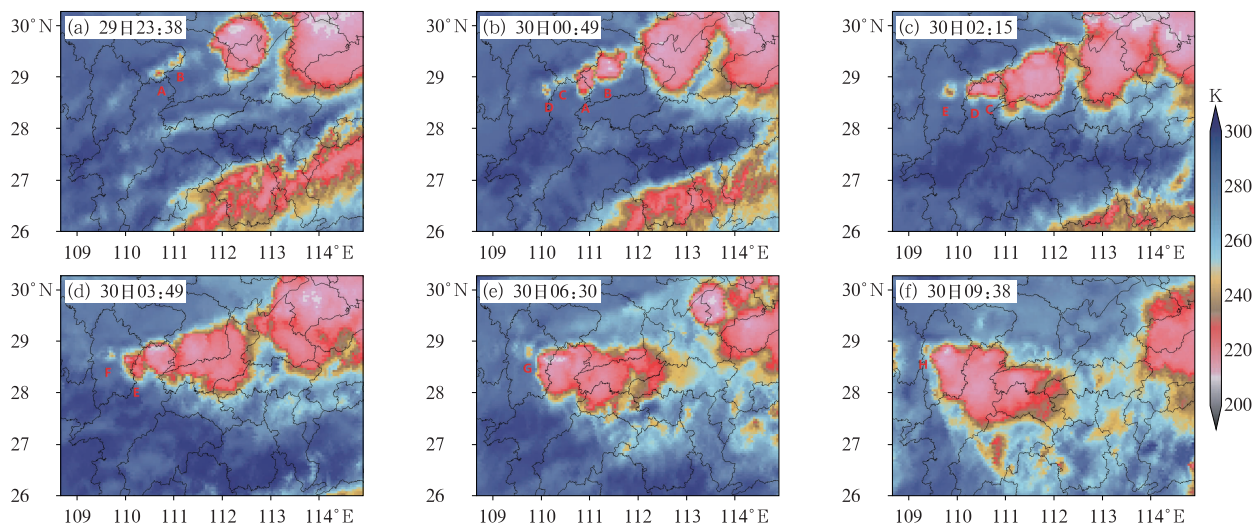 30°N (a) 29日23:38
29
28
27
26
109 110 111 112 113 114°E
A B
30°N (b) 30日00:49
29
28
27
26
109 110 111 112 113 114°E
D C A B
30°N (c) 30日02:15
29
28
27
26
109 110 111 112 113 114°E
E D C
30°N (d) 30日03:49
29
28
27
26
109 110 111 112 113 114°E
F E
30°N (e) 30日06:30
29
28
27
26
109 110 111 112 113 114°E
G
30°N (f) 30日09:38
29
28
27
26
109 110 111 112 113 114°E
H
K
300
280
260
240
220
200